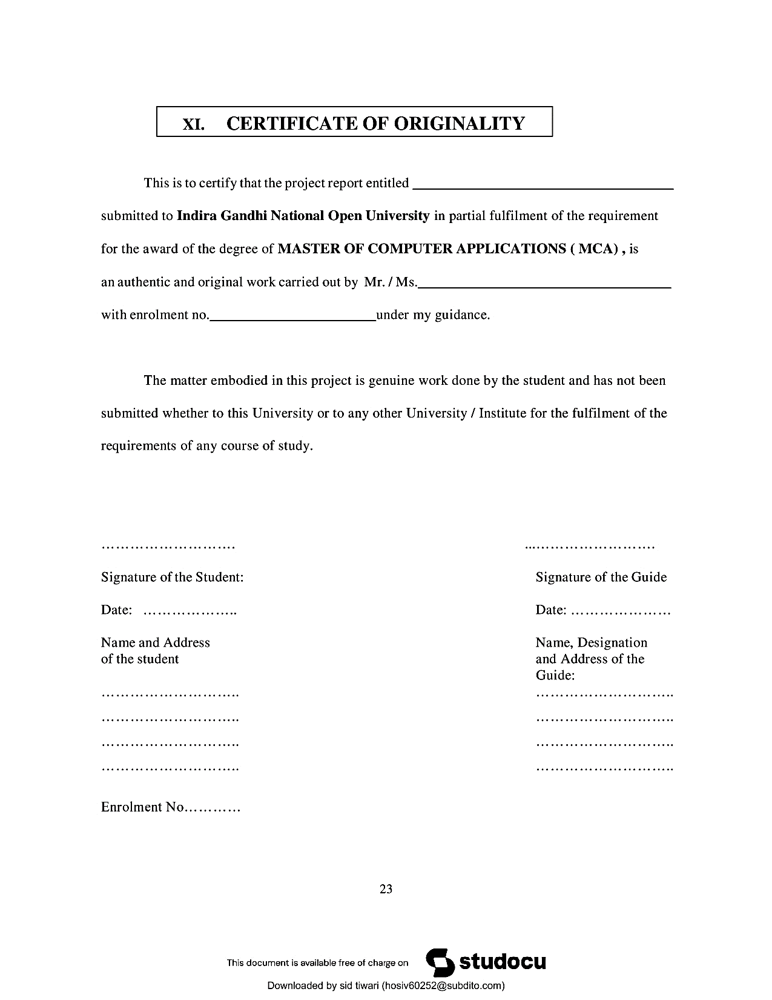 XI. CERTIFICATE OF ORIGINALITY
This is to certify that the project report entitled ____________________________________
submitted to Indira Gandhi National Open University in partial fulfilment of the requirement
for the award of the degree of MASTER OF COMPUTER APPLICATIONS ( MCA) , is
an authentic and original work carried out by Mr. / Ms.___________________________________
with enrolment no._______________________under my guidance.
The matter embodied in this project is genuine work done by the student and has not been
submitted whether to this University or to any other University / Institute for the fulfilment of the
requirements of any course of study.
………………………. ...…………………….
Signature of the Student: Signature of the Guide
Date: ……………….. Date: …………………
Name and Address Name, Designation
of the student and Address of the
Guide:
……………………….. ………………………..
……………………….. ………………………..
……………………….. ………………………..
……………………….. ………………………..
Enrolment No…………
23
This document is available free of charge on studocu
Downloaded by sid tiwari (hosiv60252@subdito.com)